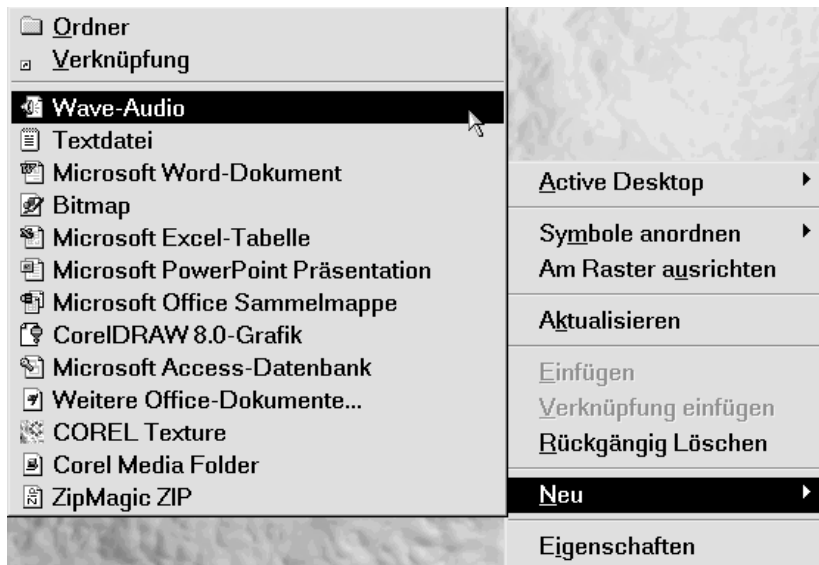 Ordner
Verknüpfung
Wave-Audio
Textdatei
Microsoft Word-Dokument
Bitmap
Microsoft Excel-Tabelle
Microsoft PowerPoint Präsentation
Microsoft Office Sammelmappe
CorelDRAW 8.0-Grafik
Microsoft Access-Datenbank
Weitere Office-Dokumente...
COREL Texture
Corel Media Folder
ZipMagic ZIP
Active Desktop
Symbole anordnen
Am Raster ausrichten
Aktualisieren
Einfügen
Verknüpfung einfügen
Rückgängig Löschen
Neu
Eigenschaften